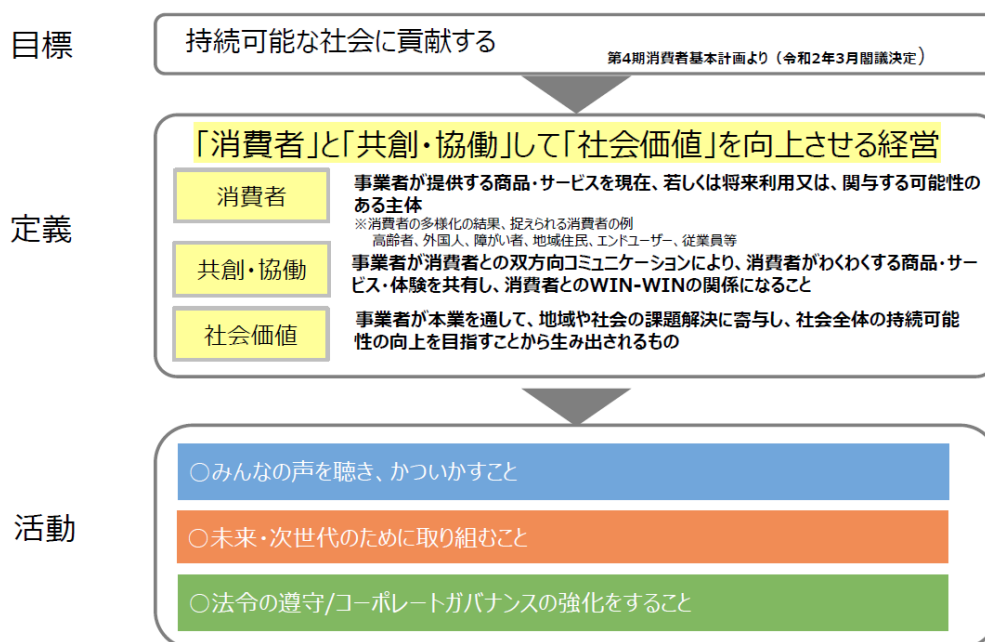 目標
持続可能な社会に貢献する
第4期消費者基本計画より（令和2年3月閣議決定）
定義
「消費者」と「共創・協働」して「社会価値」を向上させる経営
消費者
事業者が提供する商品・サービスを現在、若しくは将来利用又は、関与する可能性の
ある主体
※消費者の多様化の結果、捉えられる消費者の例
高齢者、外国人、障がい者、地域住民、エンドユーザー、従業員等
共創・協働
事業者が消費者との双方向コミュニケーションにより、消費者がわくわくする商品・サー
ビス・体験を共有し、消費者とのWIN-WINの関係になること
社会価値
事業者が本業を通して、地域や社会の課題解決に寄与し、社会全体の持続可能
性の向上を目指すことから生み出されるもの
活動
○みんなの声を聴き、かついかすこと
○未来・次世代のために取り組むこと
○法令の遵守/コーポレートガバナンスの強化をすること